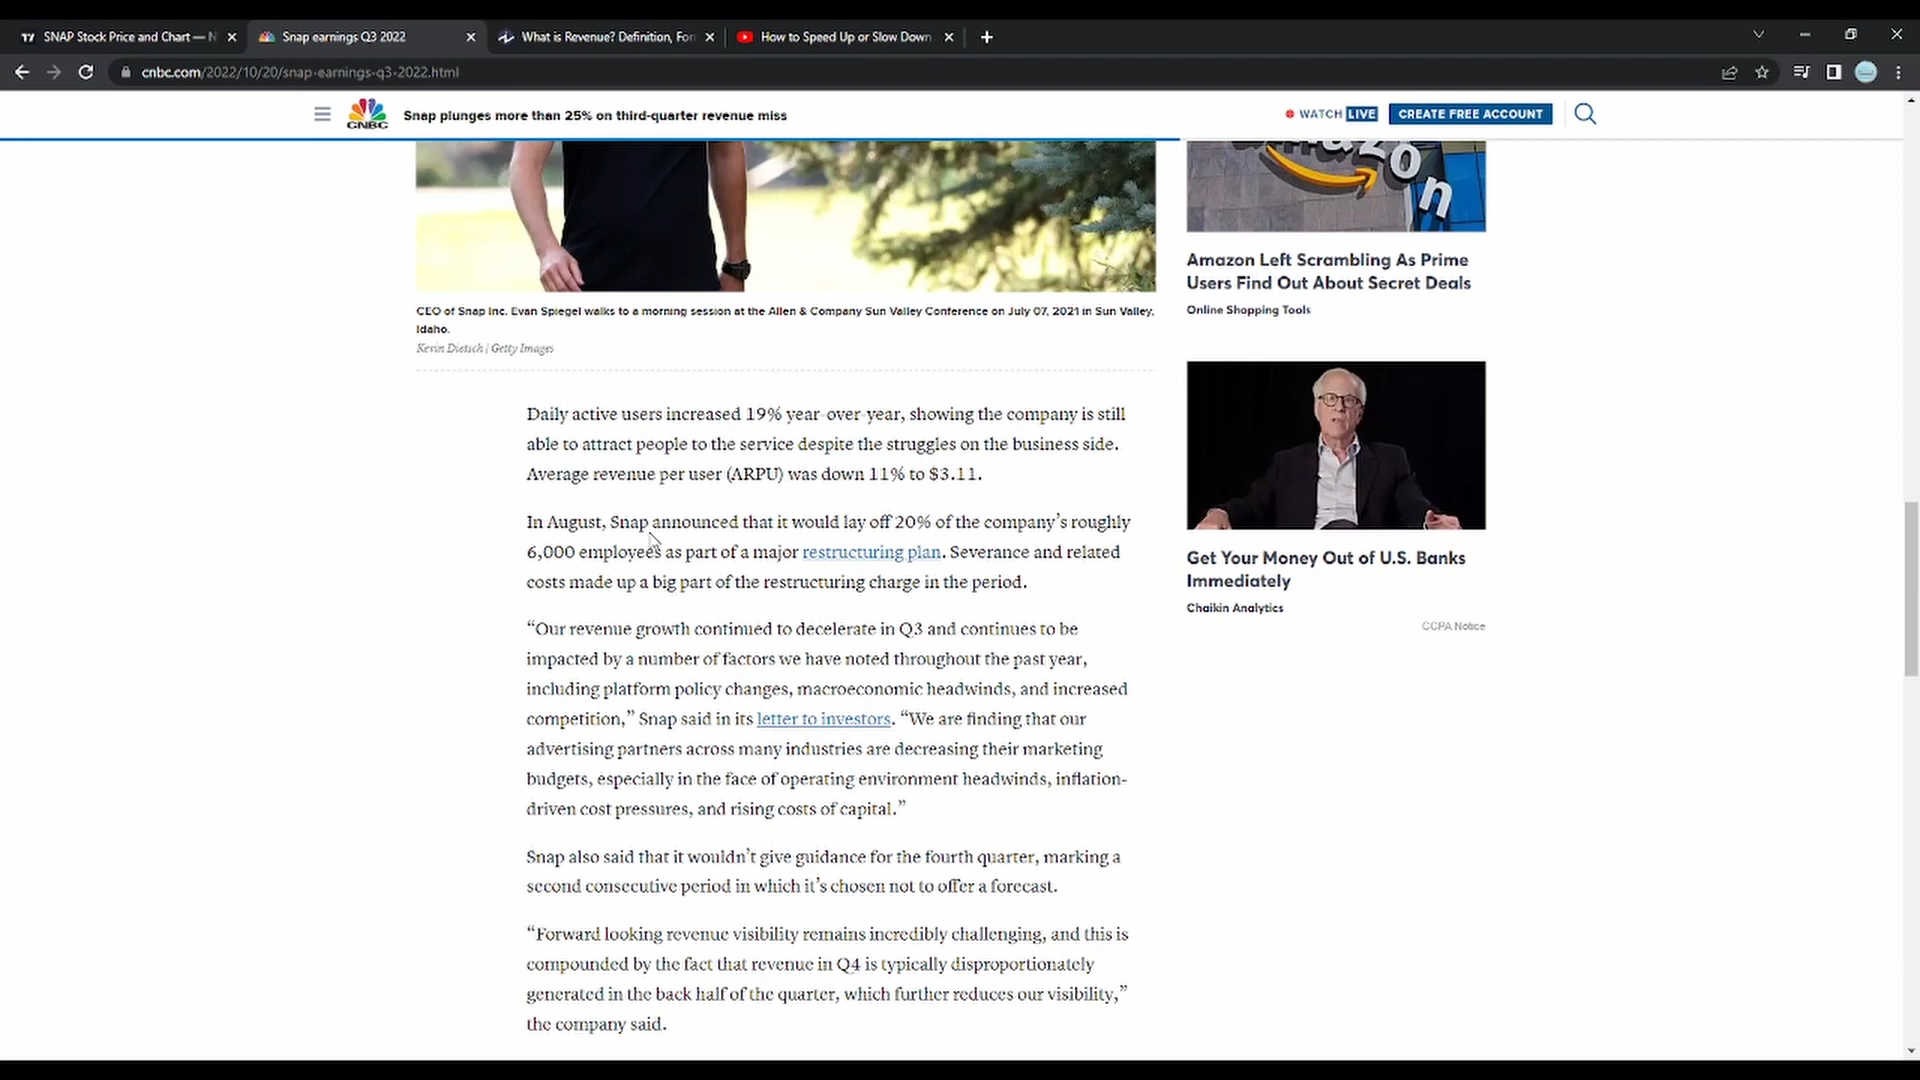 SNAP Stock Price and Chart — N
Snap earnings Q3 2022
What is Revenue? Definition, For
How to Speed Up or Slow Down
cnbc.com/2022/10/20/snap-earnings-q3-2022.html
CNBC
Snap plunges more than 25% on third-quarter revenue miss
WATCH LIVE
CREATE FREE ACCOUNT
amazon
CEO of Snap Inc. Evan Spiegel walks to a morning session at the Allen & Company Sun Valley Conference on July 07, 2021 in Sun Valley,
Idaho.
Kevin Dietsch | Getty Images
Daily active users increased 19% year-over-year, showing the company is still
able to attract people to the service despite the struggles on the business side.
Average revenue per user (ARPU) was down 11% to $3.11.
In August, Snap announced that it would lay off 20% of the company’s roughly
6,000 employees as part of a major restructuring plan. Severance and related
costs made up a big part of the restructuring charge in the period.
“Our revenue growth continued to decelerate in Q3 and continues to be
impacted by a number of factors we have noted throughout the past year,
including platform policy changes, macroeconomic headwinds, and increased
competition,” Snap said in its letter to investors. “We are finding that our
advertising partners across many industries are decreasing their marketing
budgets, especially in the face of operating environment headwinds, inflation-
driven cost pressures, and rising costs of capital.”
Snap also said that it wouldn’t give guidance for the fourth quarter, marking a
second consecutive period in which it’s chosen not to offer a forecast.
“Forward looking revenue visibility remains incredibly challenging, and this is
compounded by the fact that revenue in Q4 is typically disproportionately
generated in the back half of the quarter, which further reduces our visibility,”
the company said.
Amazon Left Scrambling As Prime
Users Find Out About Secret Deals
Online Shopping Tools
Get Your Money Out of U.S. Banks
Immediately
Chaikin Analytics
CCPA Notice